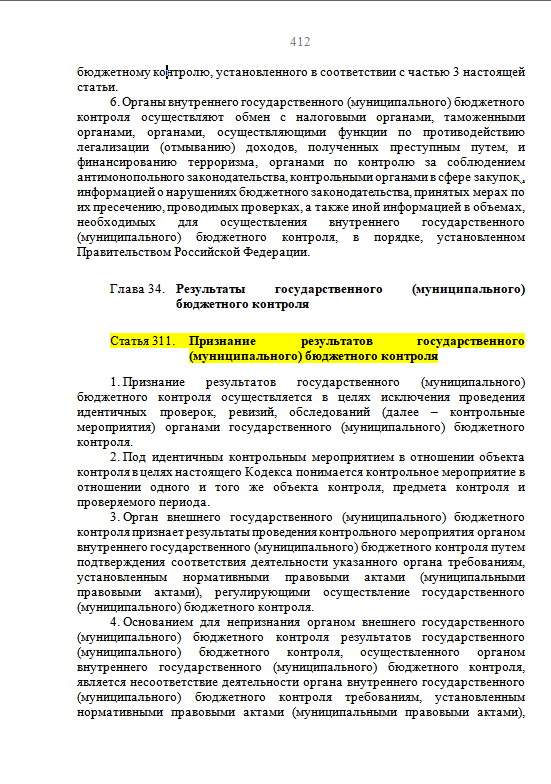 412
бюджетному контролю, установленного в соответствии с частью 3 настоящей
статьи.
6. Органы внутреннего государственного (муниципального) бюджетного
контроля осуществляют обмен с налоговыми органами, таможенными
органами, органами, осуществляющими функции по противодействию
легализации (отмыванию) доходов, полученных преступным путем, и
финансированию терроризма, органами по контролю за соблюдением
антимонопольного законодательства, контрольными органами в сфере закупок,
информацией о нарушениях бюджетного законодательства, принятых мерах по
их пресечению, проводимых проверках, а также иной информацией в объемах,
необходимых для осуществления внутреннего государственного
(муниципального) бюджетного контроля, в порядке, установленном
Правительством Российской Федерации.
Глава 34. Результаты государственного (муниципального)
бюджетного контроля
Статья 311. Признание результатов государственного
(муниципального) бюджетного контроля
1. Признание результатов государственного (муниципального)
бюджетного контроля осуществляется в целях исключения проведения
идентичных проверок, ревизий, обследований (далее – контрольные
мероприятия) органами государственного (муниципального) бюджетного
контроля.
2. Под идентичным контрольным мероприятием в отношении объекта
контроля в целях настоящего Кодекса понимается контрольное мероприятие в
отношении одного и того же объекта контроля, предмета контроля и
проверяемого периода.
3. Орган внешнего государственного (муниципального) бюджетного
контроля признает результаты проведения контрольного мероприятия органом
внутреннего государственного (муниципального) бюджетного контроля путем
подтверждения соответствия деятельности указанного органа требованиям,
установленным нормативными правовыми актами (муниципальными
правовыми актами), регулирующими осуществление государственного
(муниципального) бюджетного контроля.
4. Основанием для непризнания органом внешнего государственного
(муниципального) бюджетного контроля результатов государственного
(муниципального) бюджетного контроля, осуществленного органом
внутреннего государственного (муниципального) бюджетного контроля,
является несоответствие деятельности органа внутреннего государственного
(муниципального) бюджетного контроля требованиям, установленным
нормативными правовыми актами (муниципальными правовыми актами),